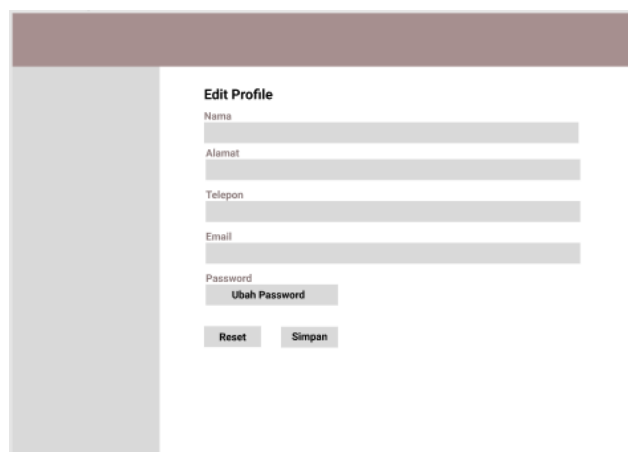 Edit Profile
Nama
Alamat
Telepon
Email
Password
Ubah Password
Reset Simpan